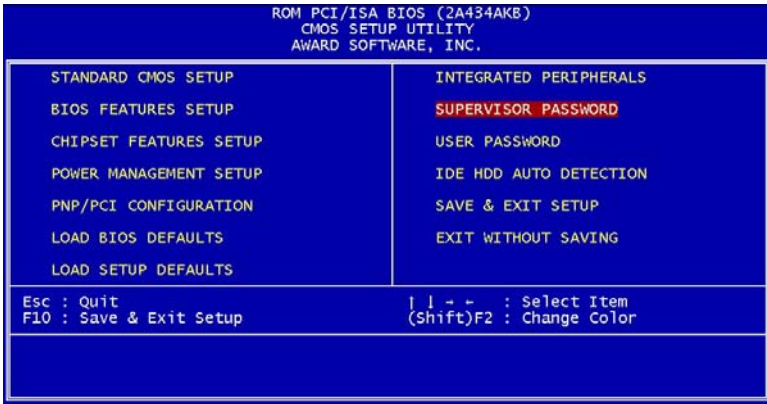 ROM PCI/ISA BIOS (2A434AKB)
CMOS SETUP UTILITY
AWARD SOFTWARE, INC.
STANDARD CMOS SETUP
BIOS FEATURES SETUP
CHIPSET FEATURES SETUP
POWER MANAGEMENT SETUP
PNP/PCI CONFIGURATION
LOAD BIOS DEFAULTS
LOAD SETUP DEFAULTS
INTEGRATED PERIPHERALS
SUPERVISOR PASSWORD
USER PASSWORD
IDE HDD AUTO DETECTION
SAVE & EXIT SETUP
EXIT WITHOUT SAVING
Esc : Quit
F10 : Save & Exit Setup
↑ ↓ → ← : Select Item
(Shift)F2 : Change Color